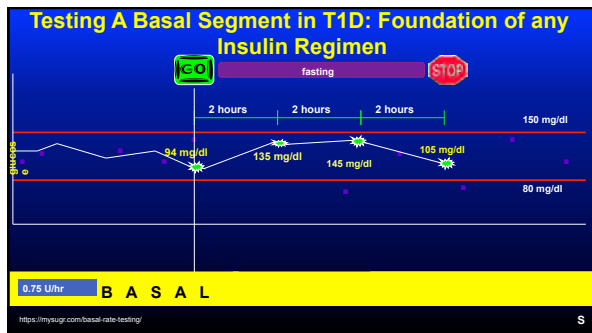 Testing A Basal Segment in T1D: Foundation of any
Insulin Regimen
GO
fasting
STOP
2 hours
2 hours
2 hours
150 mg/dl
glucos
e
94 mg/dl
135 mg/dl
145 mg/dl
105 mg/dl
80 mg/dl
0.75 U/hr
B A S A L
https://mysugr.com/basal-rate-testing/
S